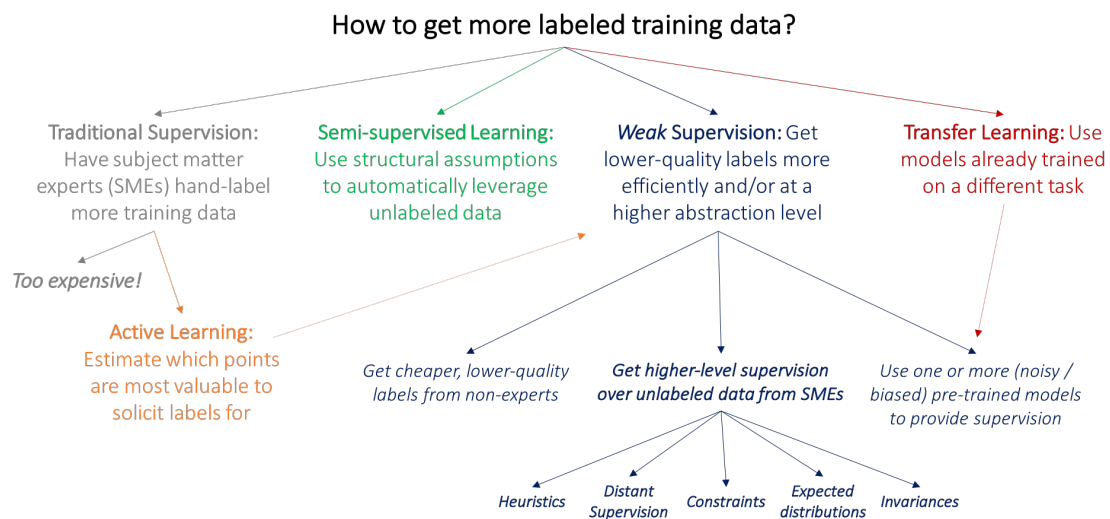 How to get more labeled training data?
Traditional Supervision:
Have subject matter
experts (SMEs) hand-label
more training data
Semi-supervised Learning:
Use structural assumptions
to automatically leverage
unlabeled data
Weak Supervision: Get
lower-quality labels more
efficiently and/or at a
higher abstraction level
Transfer Learning: Use
models already trained
on a different task
Too expensive!
Active Learning:
Estimate which points
are most valuable to
solicit labels for
Get cheaper, lower-quality
labels from non-experts
Get higher-level supervision
over unlabeled data from SMEs
Use one or more (noisy /
biased) pre-trained models
to provide supervision
Heuristics
Distant
Supervision
Constraints
Expected
distributions
Invariances